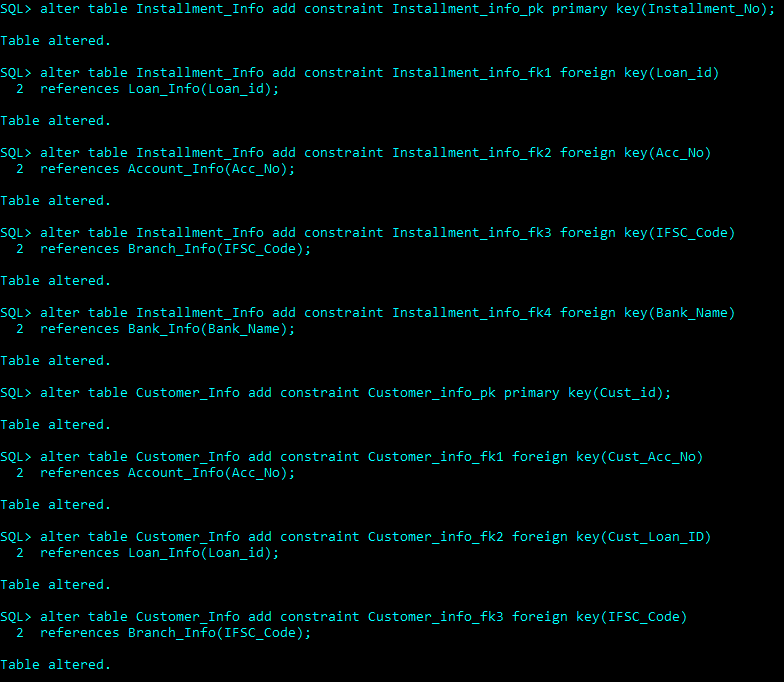 SQL> alter table Installment_Info add constraint Installment_info_pk primary key(Installment_No);
Table altered.
SQL> alter table Installment_Info add constraint Installment_info_fk1 foreign key(Loan_id)
2 references Loan_Info(Loan_id);
Table altered.
SQL> alter table Installment_Info add constraint Installment_info_fk2 foreign key(Acc_No)
2 references Account_Info(Acc_No);
Table altered.
SQL> alter table Installment_Info add constraint Installment_info_fk3 foreign key(IFSC_Code)
2 references Branch_Info(IFSC_Code);
Table altered.
SQL> alter table Installment_Info add constraint Installment_info_fk4 foreign key(Bank_Name)
2 references Bank_Info(Bank_Name);
Table altered.
SQL> alter table Customer_Info add constraint Customer_info_pk primary key(Cust_id);
Table altered.
SQL> alter table Customer_Info add constraint Customer_info_fk1 foreign key(Cust_Acc_No)
2 references Account_Info(Acc_No);
Table altered.
SQL> alter table Customer_Info add constraint Customer_info_fk2 foreign key(Cust_Loan_ID)
2 references Loan_Info(Loan_id);
Table altered.
SQL> alter table Customer_Info add constraint Customer_info_fk3 foreign key(IFSC_Code)
2 references Branch_Info(IFSC_Code);
Table altered.